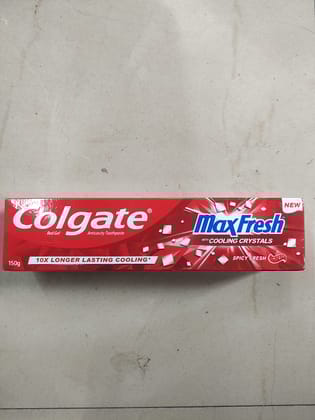 Colgate®
Red Gel Anticavity Toothpaste
10X LONGER LASTING COOLING*
150g
NEW
MaxFresh
WITH COOLING CRYSTALS
SPICY FRESH